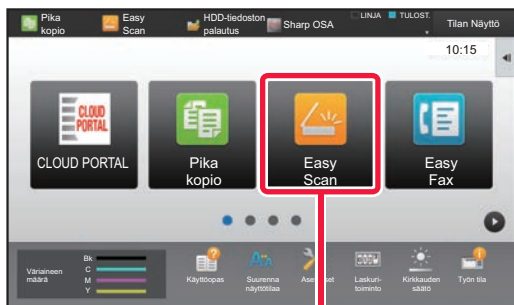 Pika
kopio
Easy
Scan
HDD-tiedoston
palautus
Sharp OSA
LINJA
TULOST.
Tilan Näyttö
10:15
CLOUD
PORTAL
CLOUD PORTAL
Pika
kopio
Easy
Scan
Easy
Fax
Väriaineen
määrä
Bk
C
M
Y
Käyttöopas
Suurenna
näyttötilaa
Laskuri-
toiminto
Kirkkauden
säätö
Työn tila